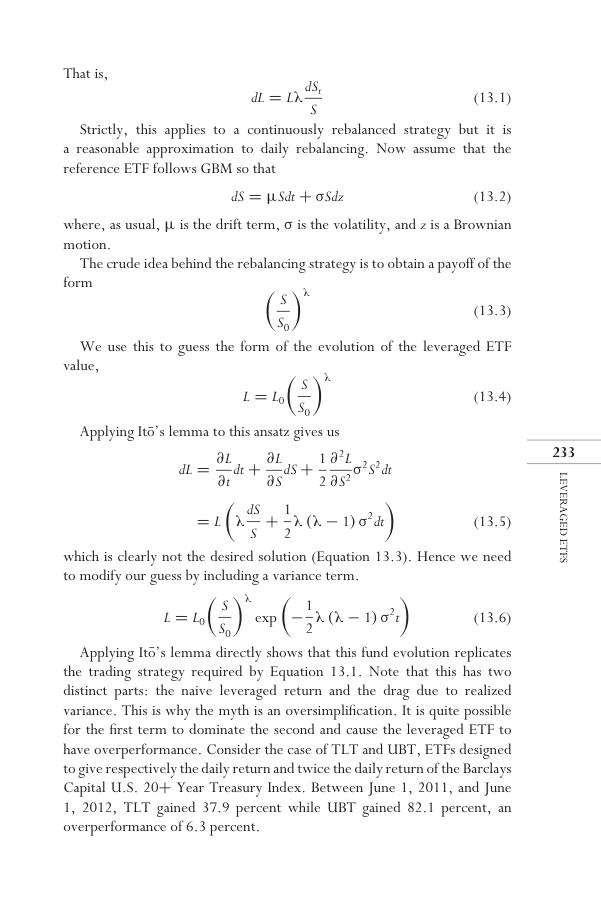 That is,
dL = Lλ dSₜ/S (13.1)
Strictly, this applies to a continuously rebalanced strategy but it is
a reasonable approximation to daily rebalancing. Now assume that the
reference ETF follows GBM so that
dS = μSdt + σSdz (13.2)
where, as usual, μ is the drift term, σ is the volatility, and z is a Brownian
motion.
The crude idea behind the rebalancing strategy is to obtain a payoff of the
form
(S/S₀)^λ (13.3)
We use this to guess the form of the evolution of the leveraged ETF
value,
L = L₀(S/S₀)^λ (13.4)
Applying Itō’s lemma to this ansatz gives us
dL = ∂L/∂t dt + ∂L/∂S dS + 1/2 ∂²L/∂S² σ²S²dt
= L(λ dS/S + 1/2 λ (λ − 1) σ²dt) (13.5)
which is clearly not the desired solution (Equation 13.3). Hence we need
to modify our guess by including a variance term.
L = L₀(S/S₀)^λ exp(−1/2 λ (λ − 1) σ²t) (13.6)
Applying Itō’s lemma directly shows that this fund evolution replicates
the trading strategy required by Equation 13.1. Note that this has two
distinct parts: the naive leveraged return and the drag due to realized
variance. This is why the myth is an oversimplification. It is quite possible
for the first term to dominate the second and cause the leveraged ETF to
have overperformance. Consider the case of TLT and UBT, ETFs designed
to give respectively the daily return and twice the daily return of the Barclays
Capital U.S. 20+ Year Treasury Index. Between June 1, 2011, and June
1, 2012, TLT gained 37.9 percent while UBT gained 82.1 percent, an
overperformance of 6.3 percent.
233
LEVERAGED ETFS